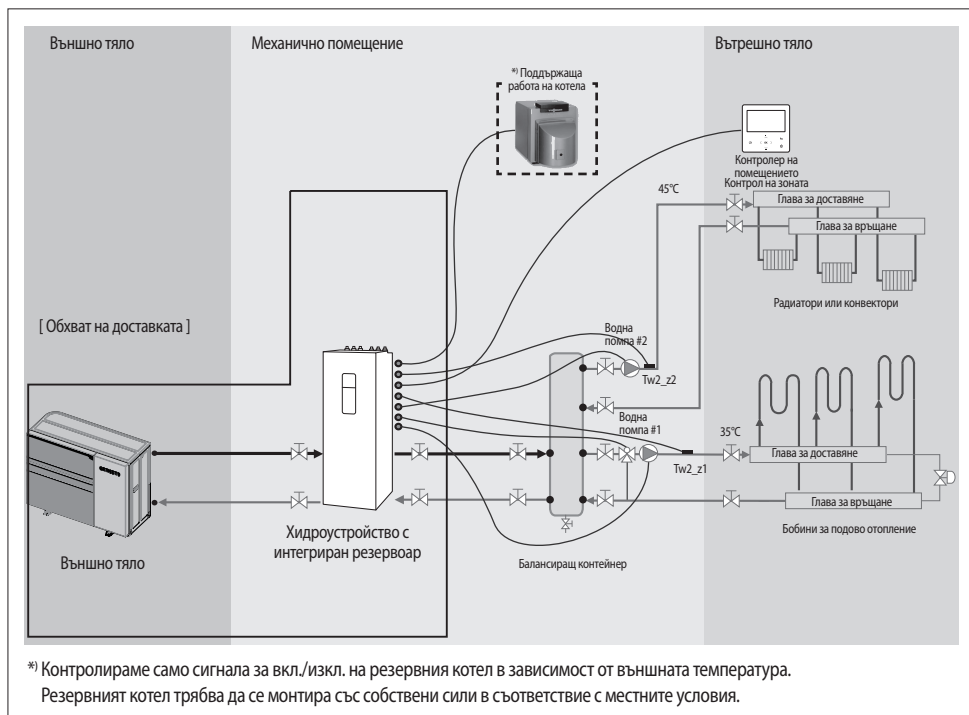 Външно тяло
Механично помещение
Вътрешно тяло
*) Поддържаща
работа на котела
Контролер на
помещението
Контрол на зоната
45°C
Глава за доставяне
Глава за връщане
Радиатори или конвектори
[ Обхват на доставката ]
Водна
помпа #2
Tw2_z2
Водна
помпа #1
35°C
Tw2_z1
Глава за доставяне
Глава за връщане
Бобини за подово отопление
Хидроустройство с
интегриран резервоар
Балансиращ контейнер
Външно тяло
*) Контролираме само сигнала за вкл./изкл. на резервния котел в зависимост от външната температура.
Резервният котел трябва да се монтира със собствени сили в съответствие с местните условия.